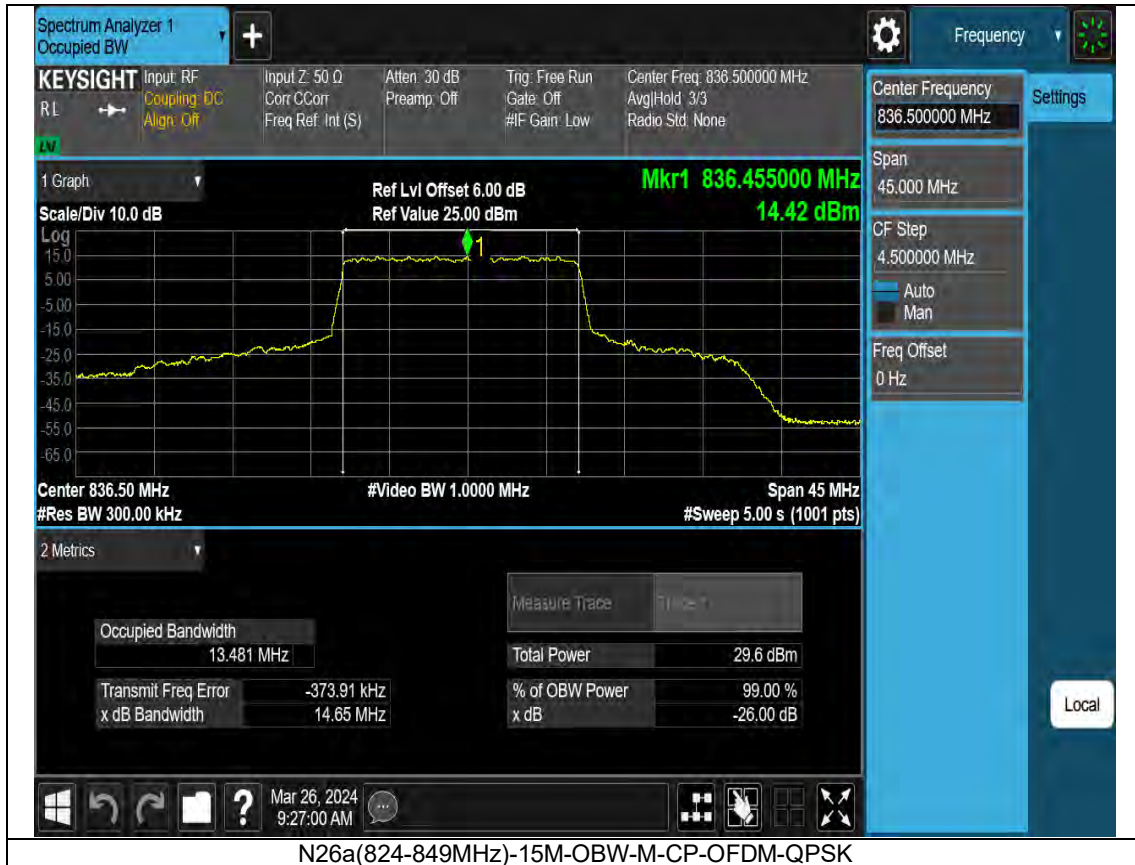 Spectrum Analyzer 1
Occupied BW
Frequency
KEYSIGHT
RL
Input: RF
Coupling: DC
Align: Off
Input Z: 50 Ω
Corr CCorr
Freq Ref: Int (S)
Atten: 30 dB
Preamp: Off
Trig: Free Run
Gate: Off
#IF Gain: Low
Center Freq: 836.500000 MHz
Avg|Hold: 3/3
Radio Std: None
Center Frequency
836.500000 MHz
Settings
Span
45.000 MHz
CF Step
4.500000 MHz
Auto
Man
Freq Offset
0 Hz
Local
1 Graph
Scale/Div 10.0 dB
Ref Lvl Offset 6.00 dB
Ref Value 25.00 dBm
Mkr1 836.455000 MHz
14.42 dBm
Log
15.0
5.00
-5.00
-15.0
-25.0
-35.0
-45.0
-55.0
-65.0
1
Center 836.50 MHz
#Res BW 300.00 kHz
#Video BW 1.0000 MHz
Span 45 MHz
#Sweep 5.00 s (1001 pts)
2 Metrics
Measure Trace
Trace 1
Occupied Bandwidth
13.481 MHz
Total Power 29.6 dBm
Transmit Freq Error -373.91 kHz
% of OBW Power 99.00 %
x dB Bandwidth 14.65 MHz
x dB -26.00 dB
?
Mar 26, 2024
9:27:00 AM
N26a(824-849MHz)-15M-OBW-M-CP-OFDM-QPSK